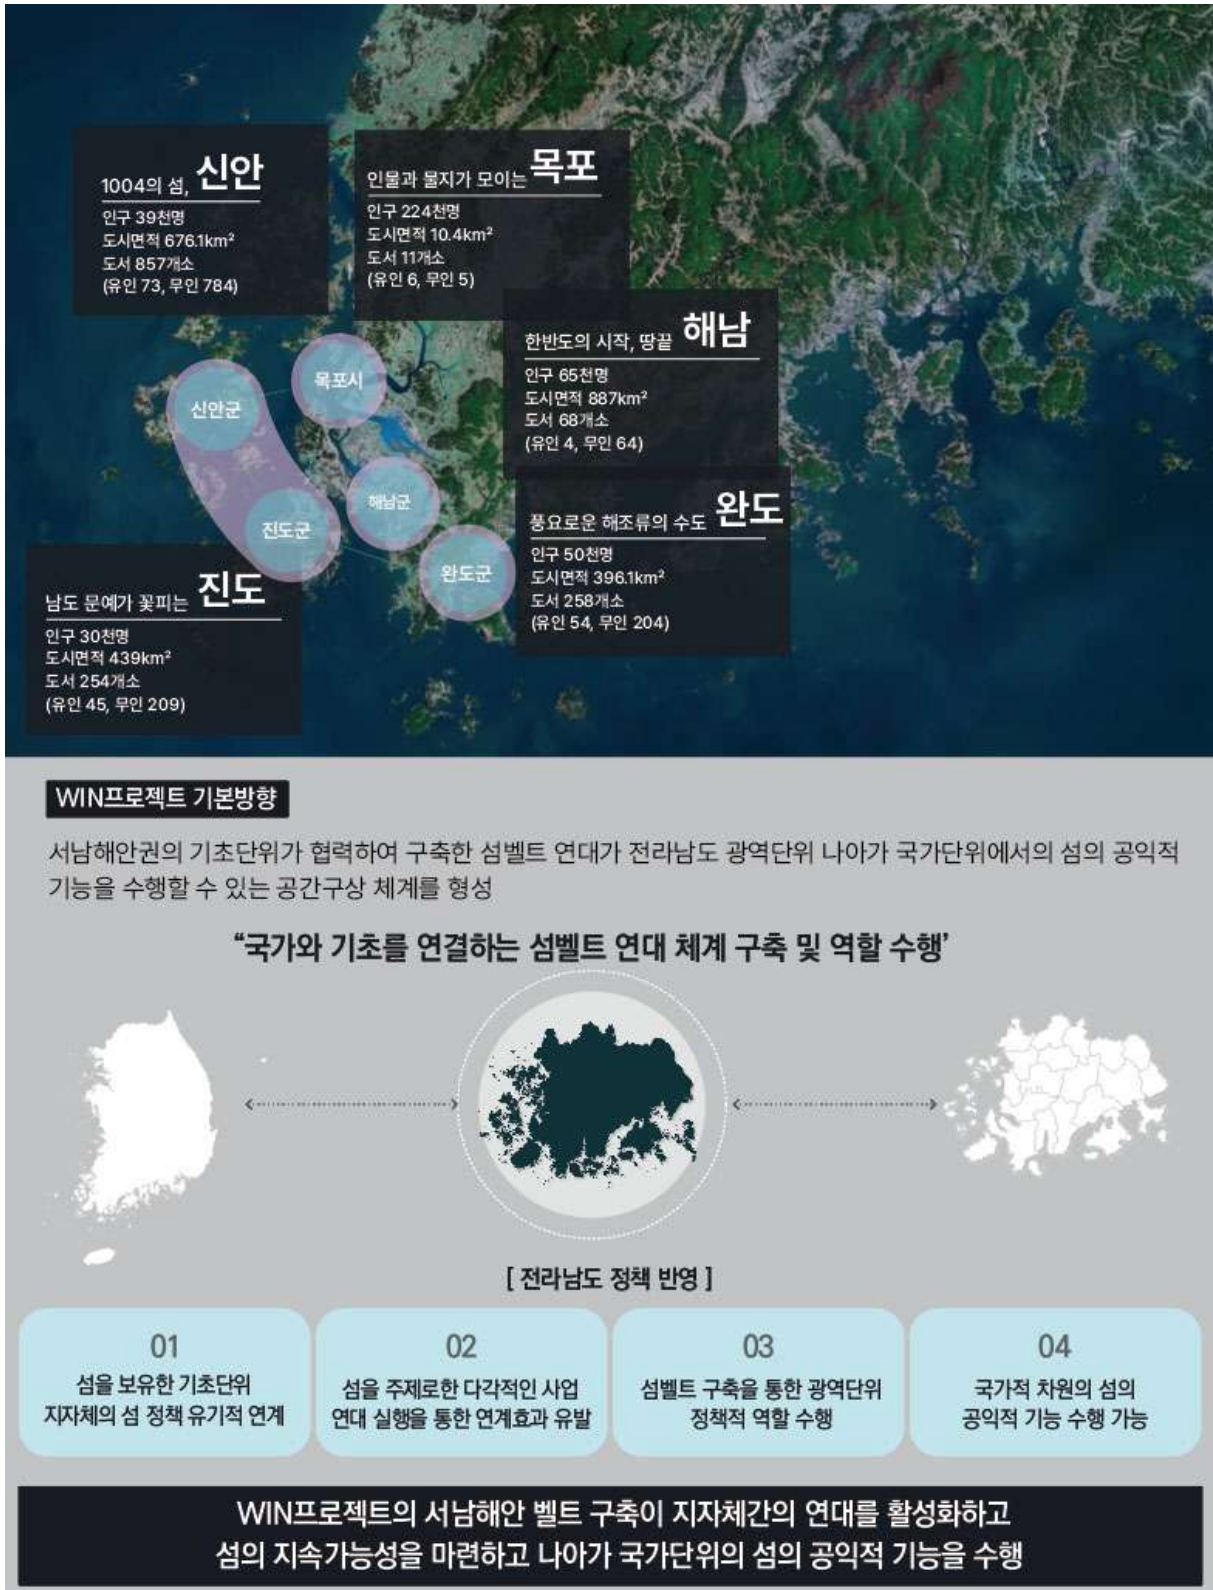 1004의 섬, 신안
인구 39천명
도시면적 676.1km²
도서 857개소
(유인 73, 무인 784)
인물과 물지가 모이는 목포
인구 224천명
도시면적 10.4km²
도서 11개소
(유인 6, 무인 5)
한반도의 시작, 땅끝 해남
인구 65천명
도시면적 887km²
도서 68개소
(유인 4, 무인 64)
목포시
신안군
해남군
진도군
완도군
풍요로운 해조류의 수도 완도
인구 50천명
도시면적 396.1km²
도서 258개소
(유인 54, 무인 204)
남도 문예가 꽃피는 진도
인구 30천명
도시면적 439km²
도서 254개소
(유인 45, 무인 209)
WIN프로젝트 기본방향
서남해안권의 기초단위가 협력하여 구축한 섬벨트 연대가 전라남도 광역단위 나아가 국가단위에서의 섬의 공익적
기능을 수행할 수 있는 공간구상 체계를 형성
“국가와 기초를 연결하는 섬벨트 연대 체계 구축 및 역할 수행’
[ 전라남도 정책 반영 ]
01
섬을 보유한 기초단위
지자체의 섬 정책 유기적 연계
02
섬을 주제로한 다각적인 사업
연대 실행을 통한 연계효과 유발
03
섬벨트 구축을 통한 광역단위
정책적 역할 수행
04
국가적 차원의 섬의
공익적 기능 수행 가능
WIN프로젝트의 서남해안 벨트 구축이 지자체간의 연대를 활성화하고
섬의 지속가능성을 마련하고 나아가 국가단위의 섬의 공익적 기능을 수행